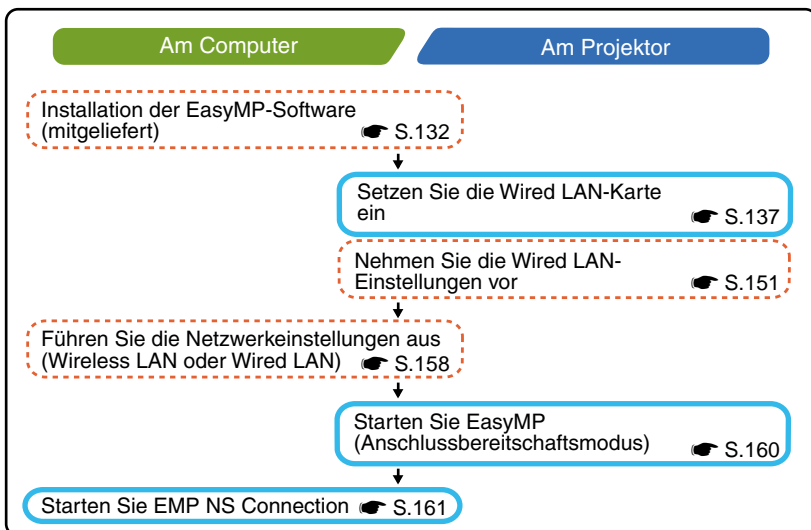 Am Computer
Am Projektor
Installation der EasyMP-Software
(mitgeliefert) ☛ S.132
Setzen Sie die Wired LAN-Karte
ein ☛ S.137
Nehmen Sie die Wired LAN-
Einstellungen vor ☛ S.151
Führen Sie die Netzwerkeinstellungen aus
(Wireless LAN oder Wired LAN) ☛ S.158
Starten Sie EasyMP
(Anschlussbereitschaftsmodus) ☛ S.160
Starten Sie EMP NS Connection ☛ S.161